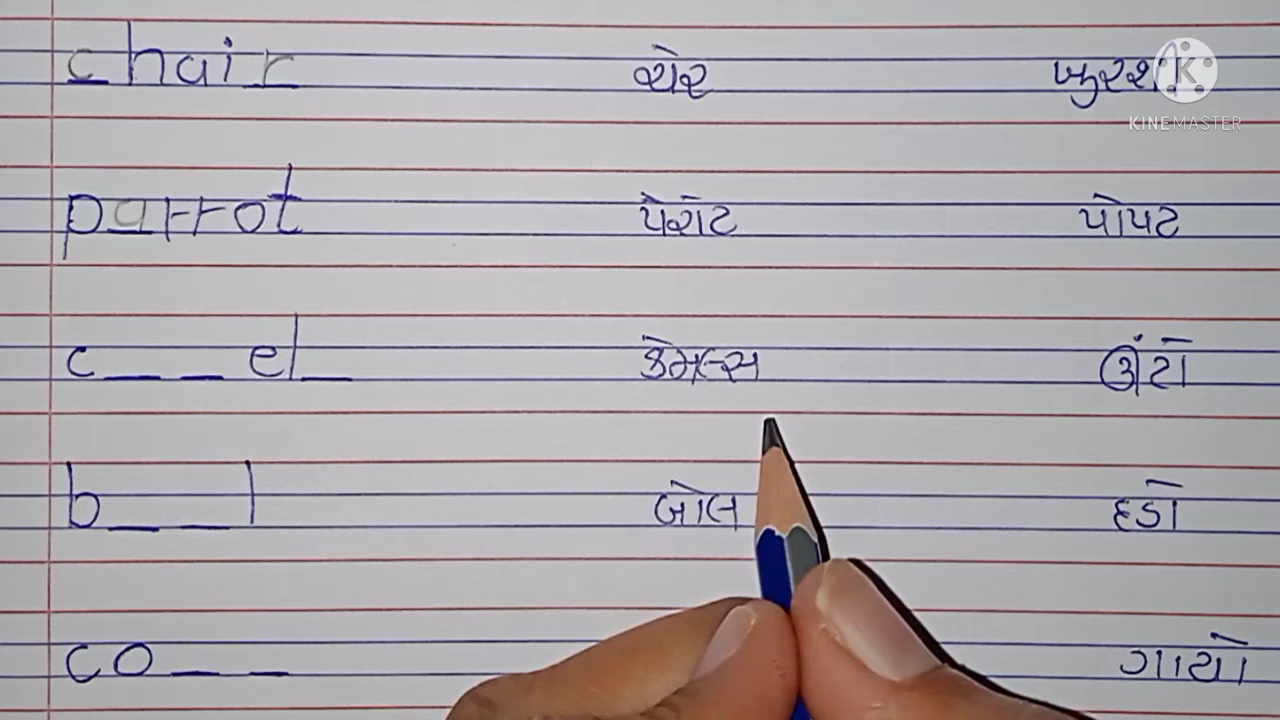 chair ચેર ખુરશી
K
KINEMASTER
parrot પેરોટ પોપટ
c _ _ el _ કેમલ્સ ઊંટો
b _ _ l બોલ દડો
co _ _ ગાયો